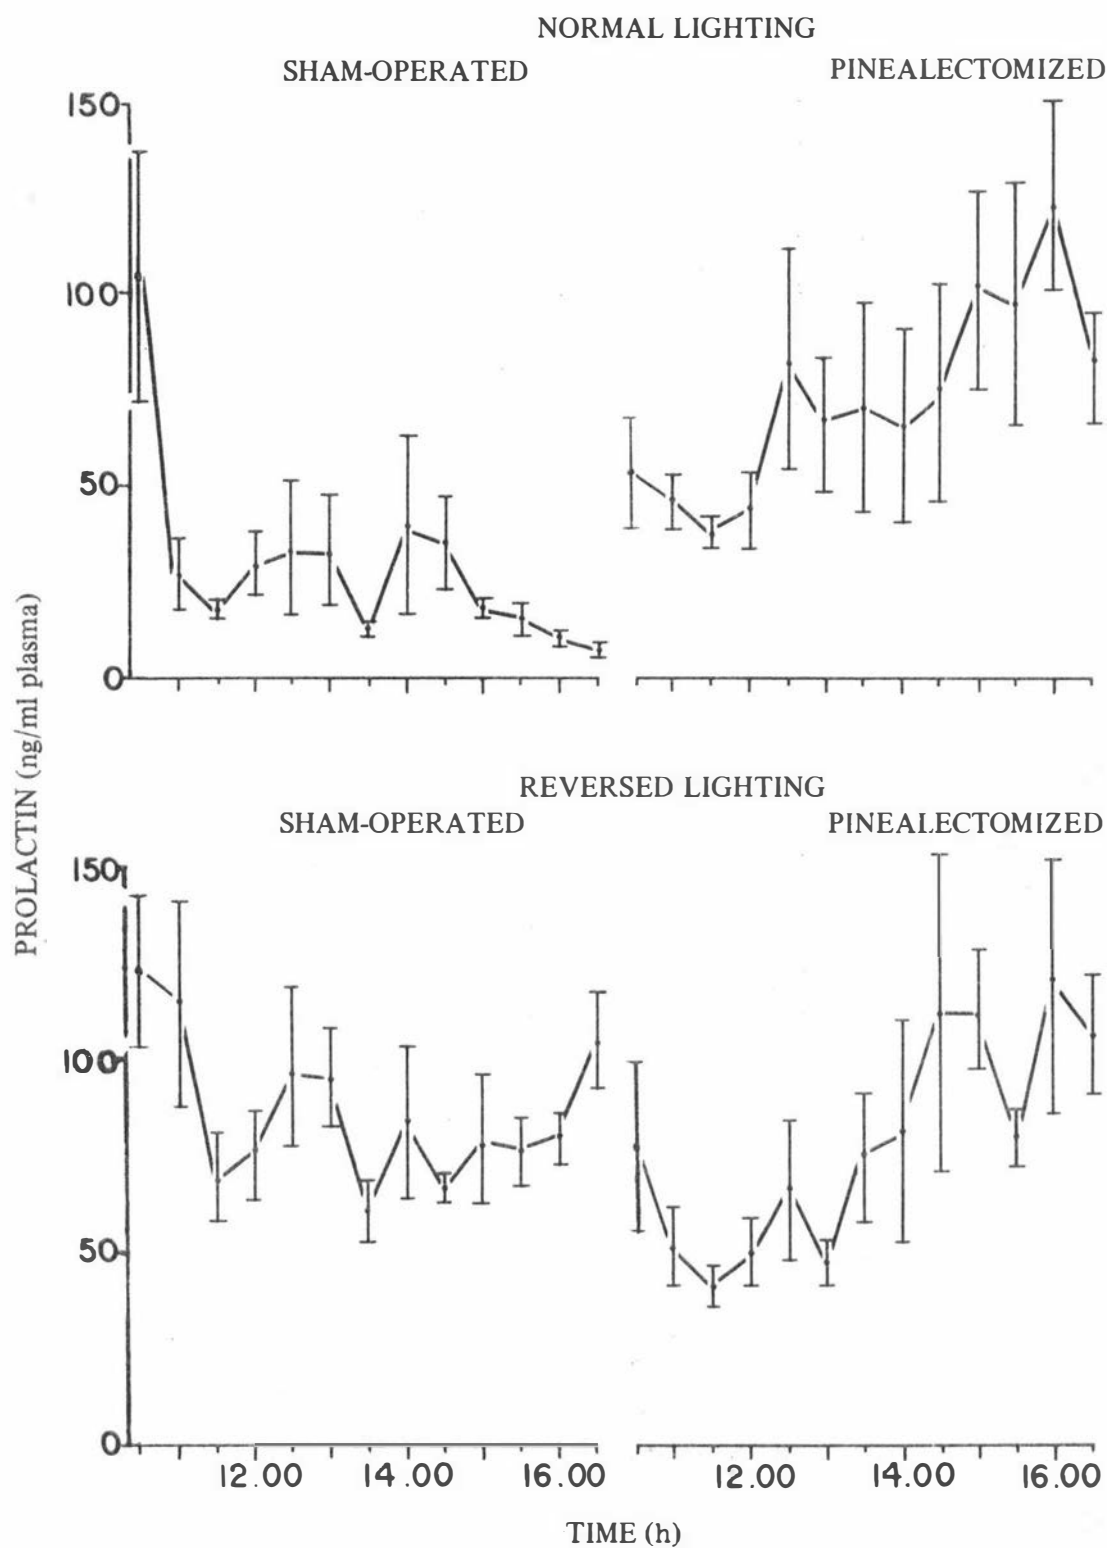 NORMAL LIGHTING
SHAM-OPERATED PINEALECTOMIZED
150
100
50
0
PROLACTIN (ng/ml plasma)
REVERSED LIGHTING
SHAM-OPERATED PINEALECTOMIZED
150
100
50
0
12.00 14.00 16.00 12.00 14.00 16.00
TIME (h)